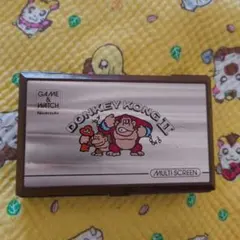 GAME &
WATCH
Nintendo
DONKEY KONG II
MULTI SCREEN